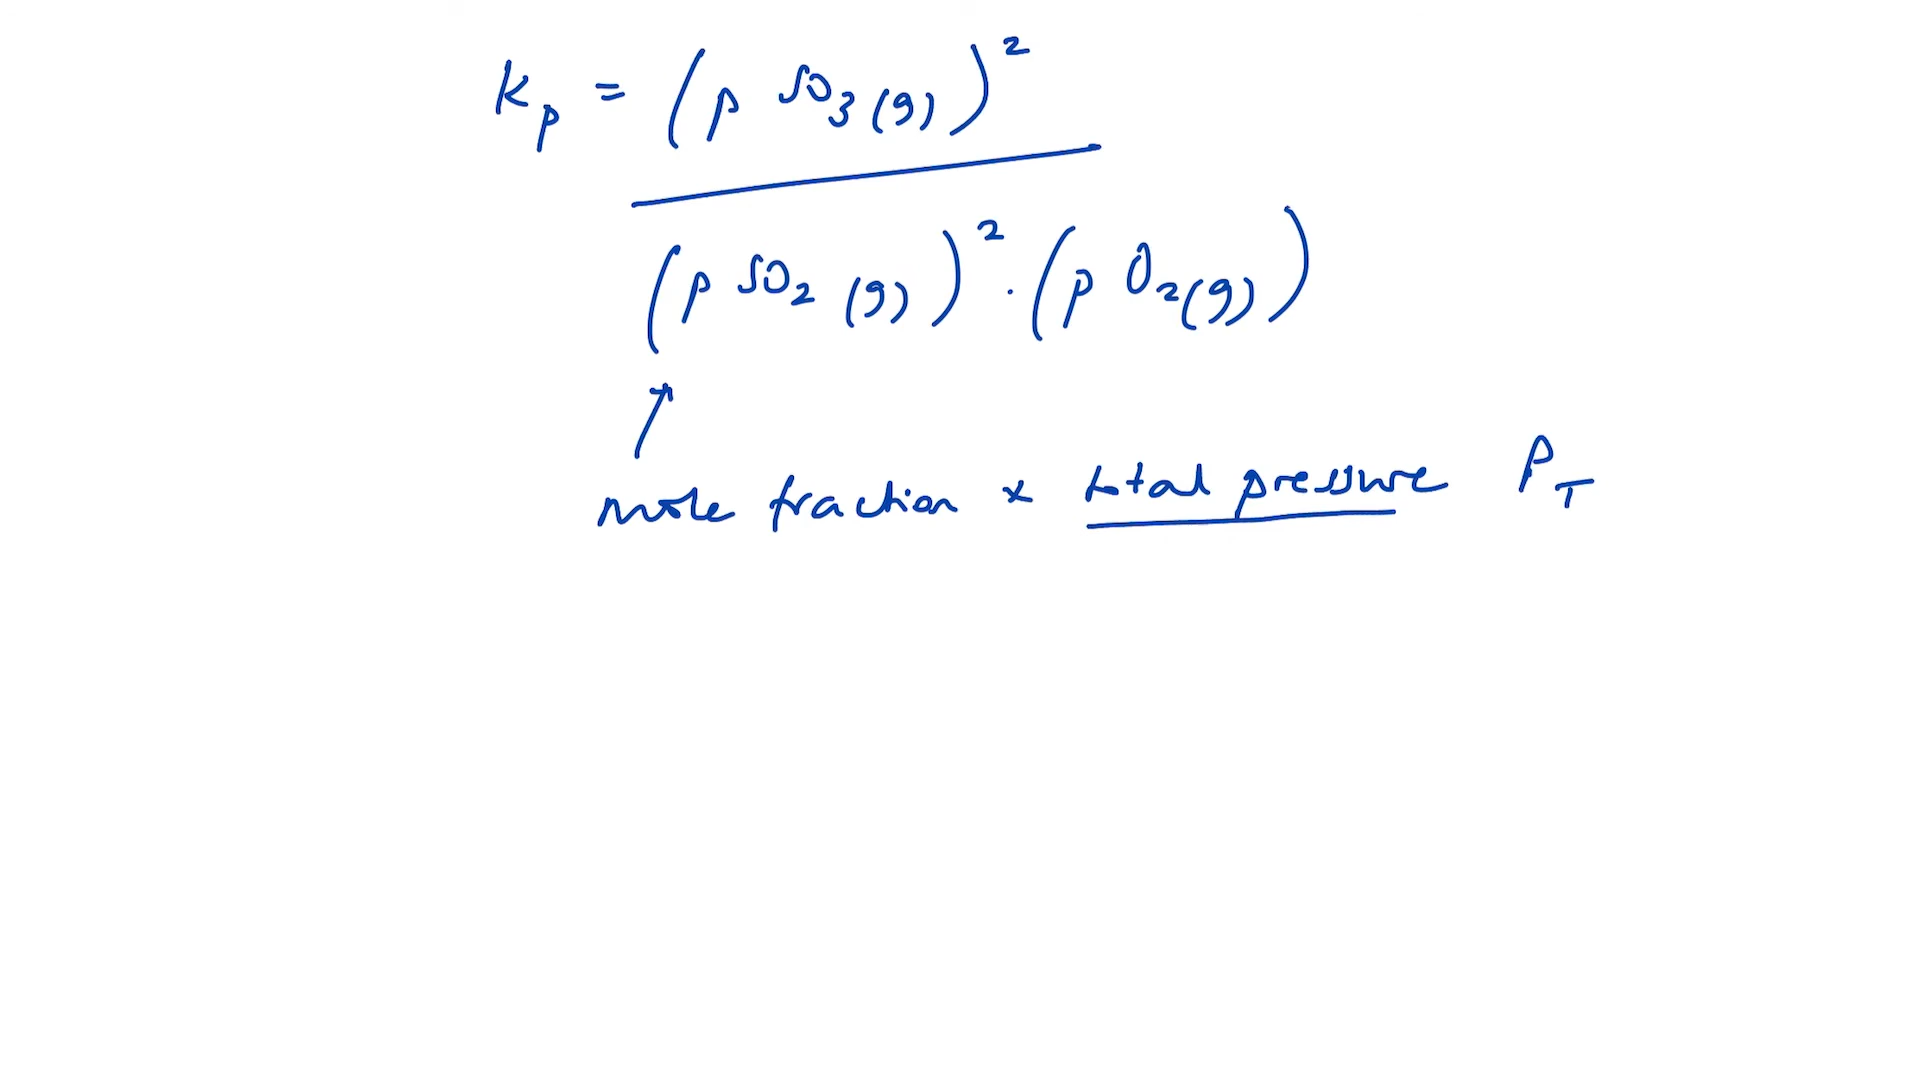 Kp = (p SO3(g))²
(p SO2 (g))² . (p O2(g))
mole fraction x total pressure PT